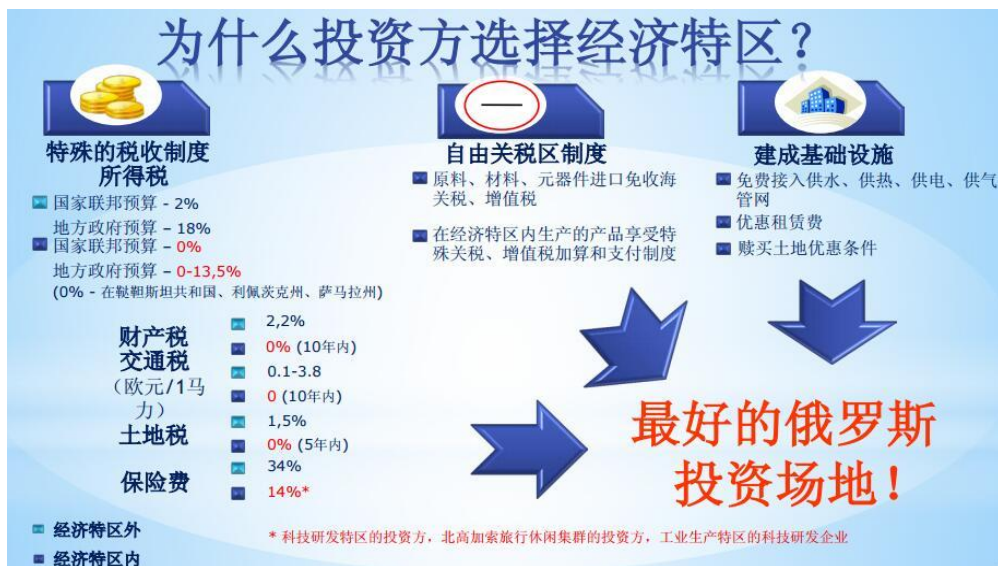 为什么投资方选择经济特区？
特殊的税收制度
所得税
国家联邦预算 - 2%
地方政府预算 – 18%
国家联邦预算 – 0%
地方政府预算 – 0-13,5%
(0% - 在鞑靼斯坦共和国、利佩茨克州、萨马拉州)
财产税
交通税
（欧元/1马
力）
土地税
保险费
2,2%
0% (10年内)
0.1-3.8
0 (10年内)
1,5%
0% (5年内)
34%
14%*
自由关税区制度
原料、材料、元器件进口免收海
关税、增值税
在经济特区内生产的产品享受特
殊关税、增值税加算和支付制度
建成基础设施
免费接入供水、供热、供电、供气
管网
优惠租赁费
赎买土地优惠条件
最好的俄罗斯
投资场地！
经济特区外
经济特区内
* 科技研发特区的投资方，北高加索旅行休闲集群的投资方，工业生产特区的科技研发企业